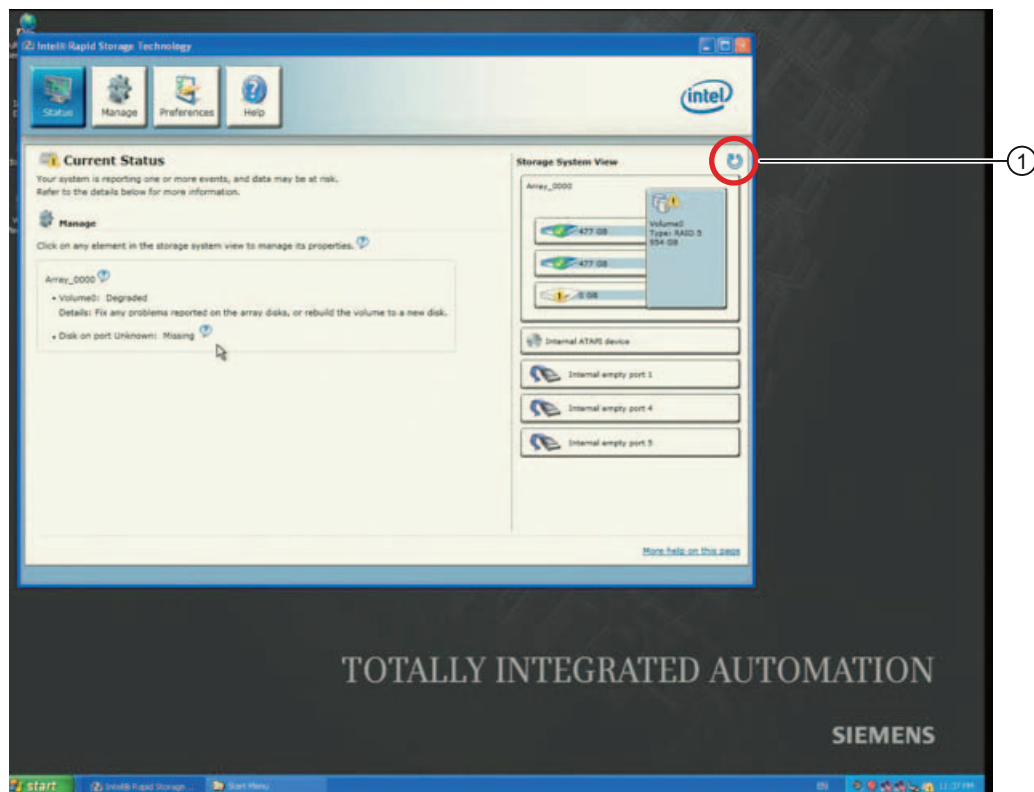 Intel® Rapid Storage Technology
Status
Manage
Preferences
Help
intel
Current Status
Your system is reporting one or more events, and data may be at risk.
Refer to the details below for more information.
Manage
Click on any element in the storage system view to manage its properties.
Array_0000
• Volume0: Degraded
Details: Fix any problems reported on the array disks, or rebuild the volume to a new disk.
• Disk on port Unknown: Missing
Storage System View
1
Array_0000
Volume0
Type: RAID 5
954 GB
477 GB
477 GB
0 GB
Internal ATAPI device
Internal empty port 1
Internal empty port 4
Internal empty port 5
More help on this page
TOTALLY INTEGRATED AUTOMATION
SIEMENS
start
Intel® Rapid Storage ...
Start Menu
EN
11:37 PM